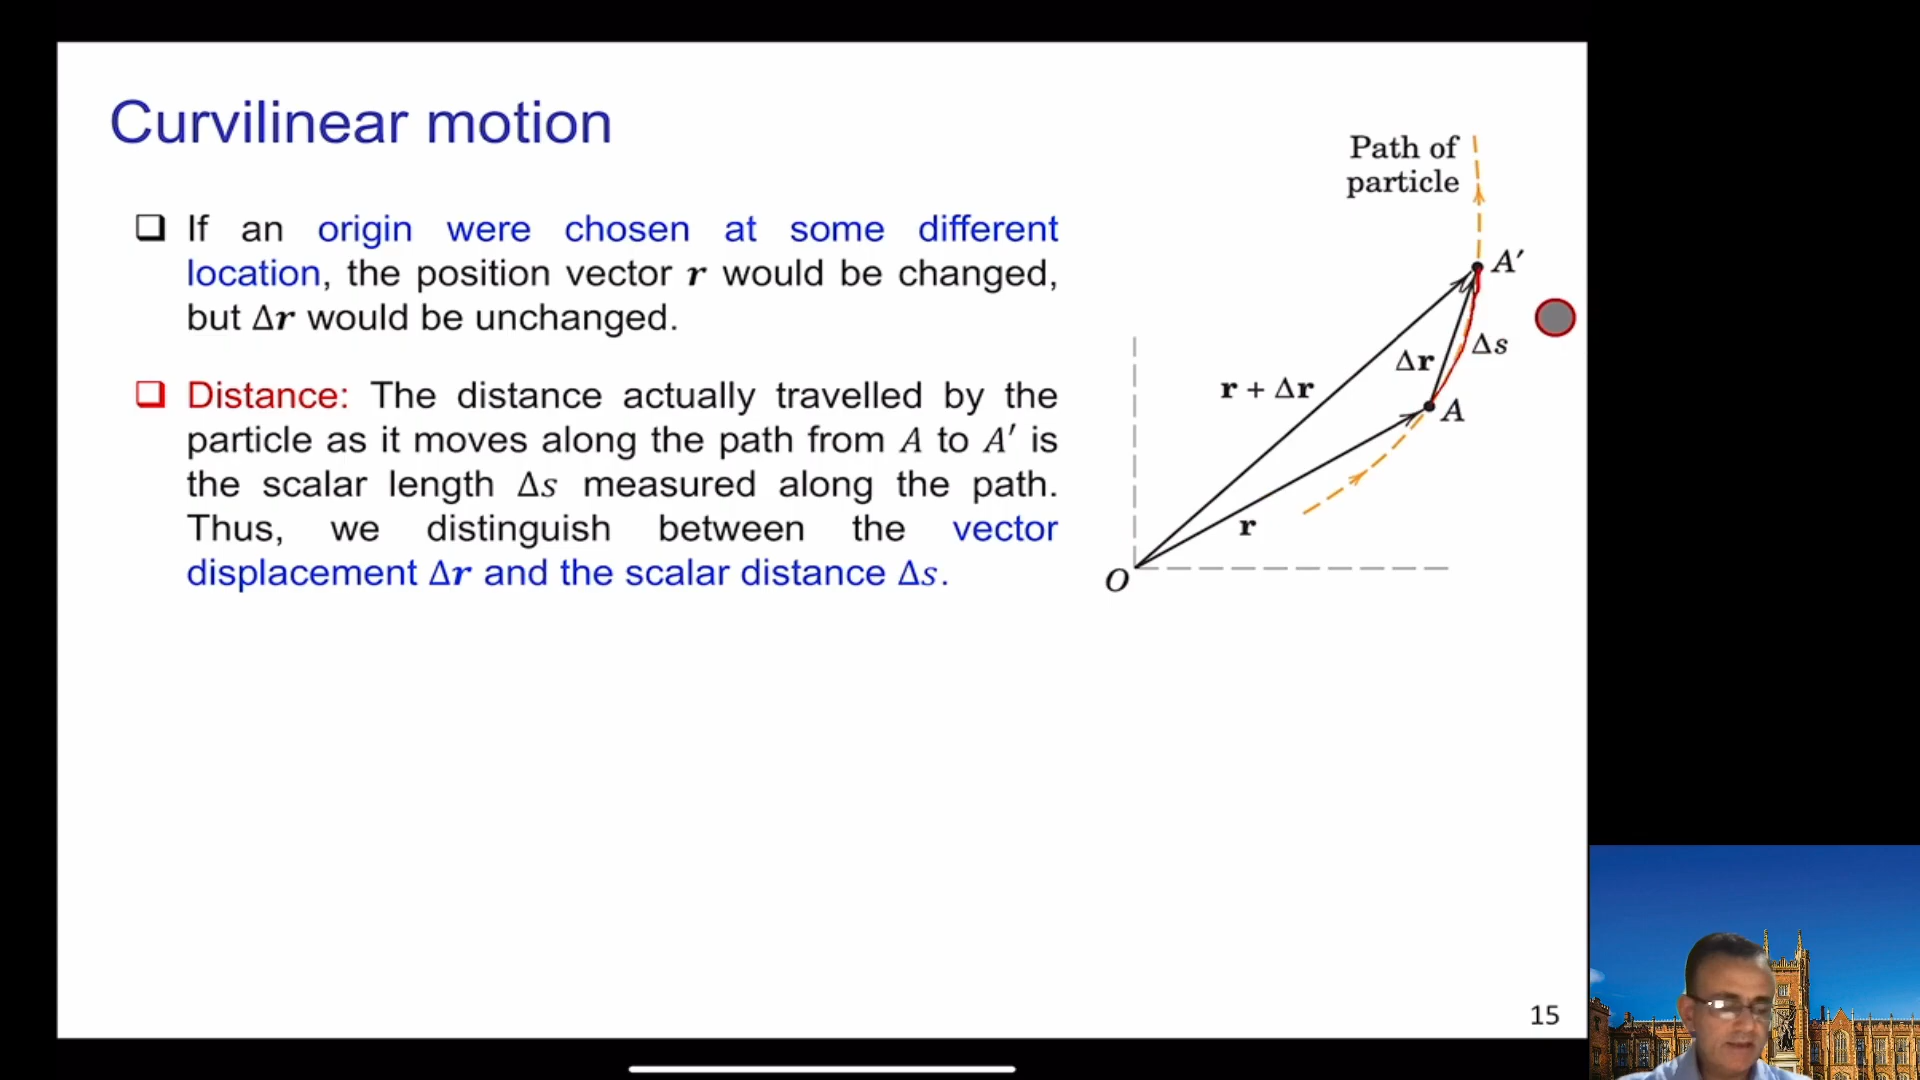 Curvilinear motion
❑ If an origin were chosen at some different
location, the position vector r would be changed,
but Δr would be unchanged.
❑ Distance: The distance actually travelled by the
particle as it moves along the path from A to A′ is
the scalar length Δs measured along the path.
Thus, we distinguish between the vector
displacement Δr and the scalar distance Δs.
Path of
particle
A′
Δs
Δr
r + Δr
A
r
O
15